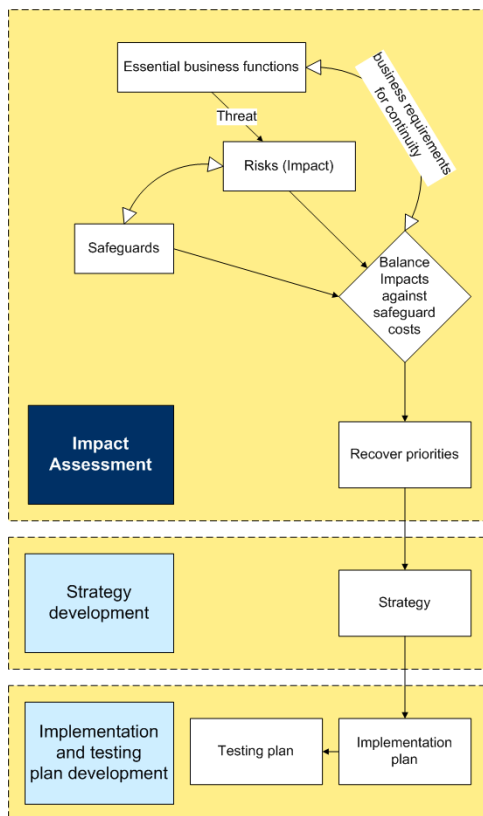 Essential business functions
business requirements
for continuity
Threat
Risks (Impact)
Safeguards
Balance
Impacts
against
safeguard
costs
Impact
Assessment
Recover priorities
Strategy
development
Strategy
Implementation
and testing
plan development
Testing plan
Implementation
plan